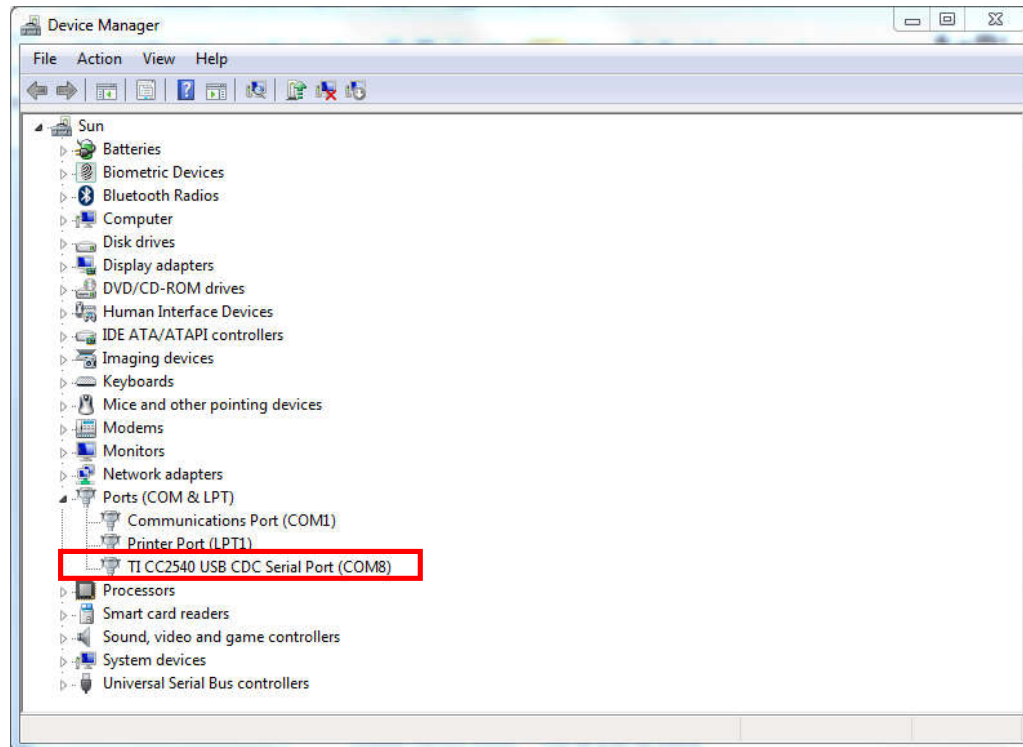 Device Manager
File Action View Help
Sun
Batteries
Biometric Devices
Bluetooth Radios
Computer
Disk drives
Display adapters
DVD/CD-ROM drives
Human Interface Devices
IDE ATA/ATAPI controllers
Imaging devices
Keyboards
Mice and other pointing devices
Modems
Monitors
Network adapters
Ports (COM & LPT)
Communications Port (COM1)
Printer Port (LPT1)
TI CC2540 USB CDC Serial Port (COM8)
Processors
Smart card readers
Sound, video and game controllers
System devices
Universal Serial Bus controllers